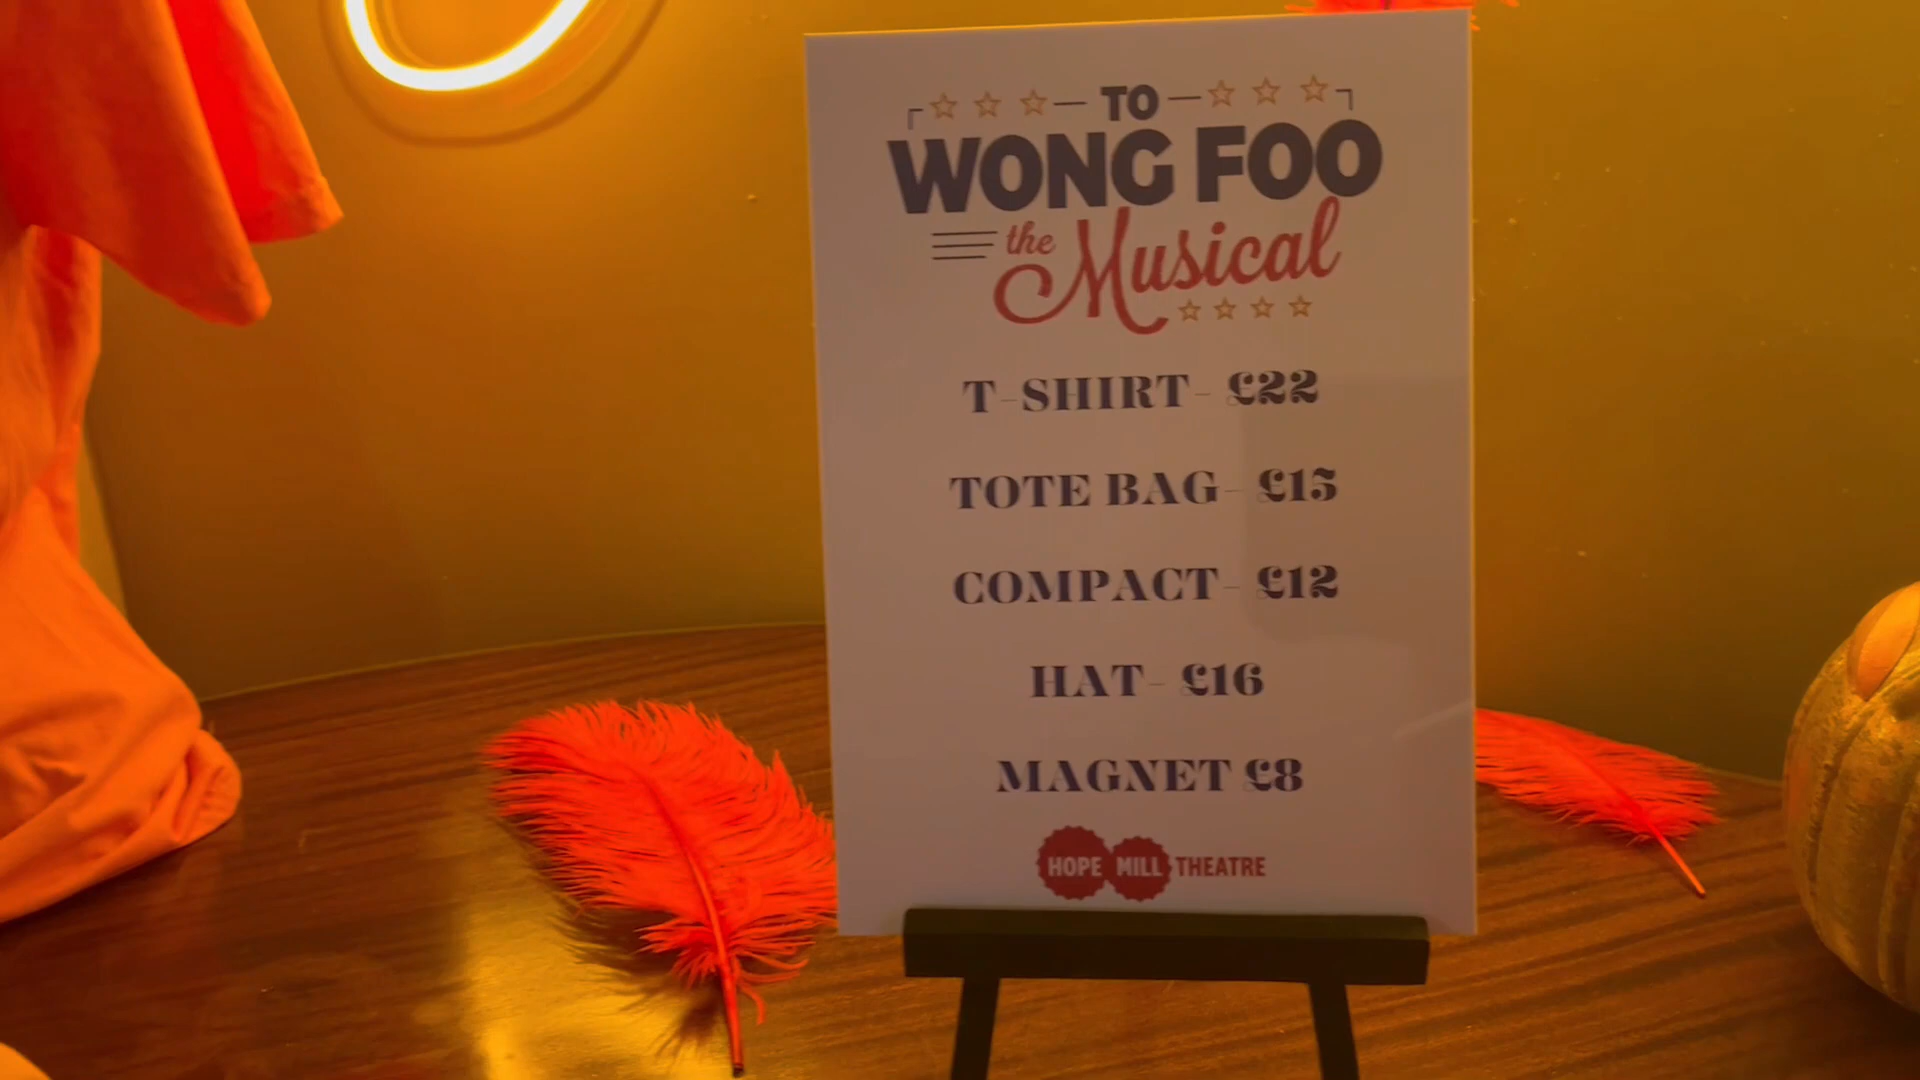 TO
WONG FOO
the Musical
T-SHIRT- £22
TOTE BAG- £15
COMPACT- £12
HAT- £16
MAGNET £8
HOPE MILL THEATRE